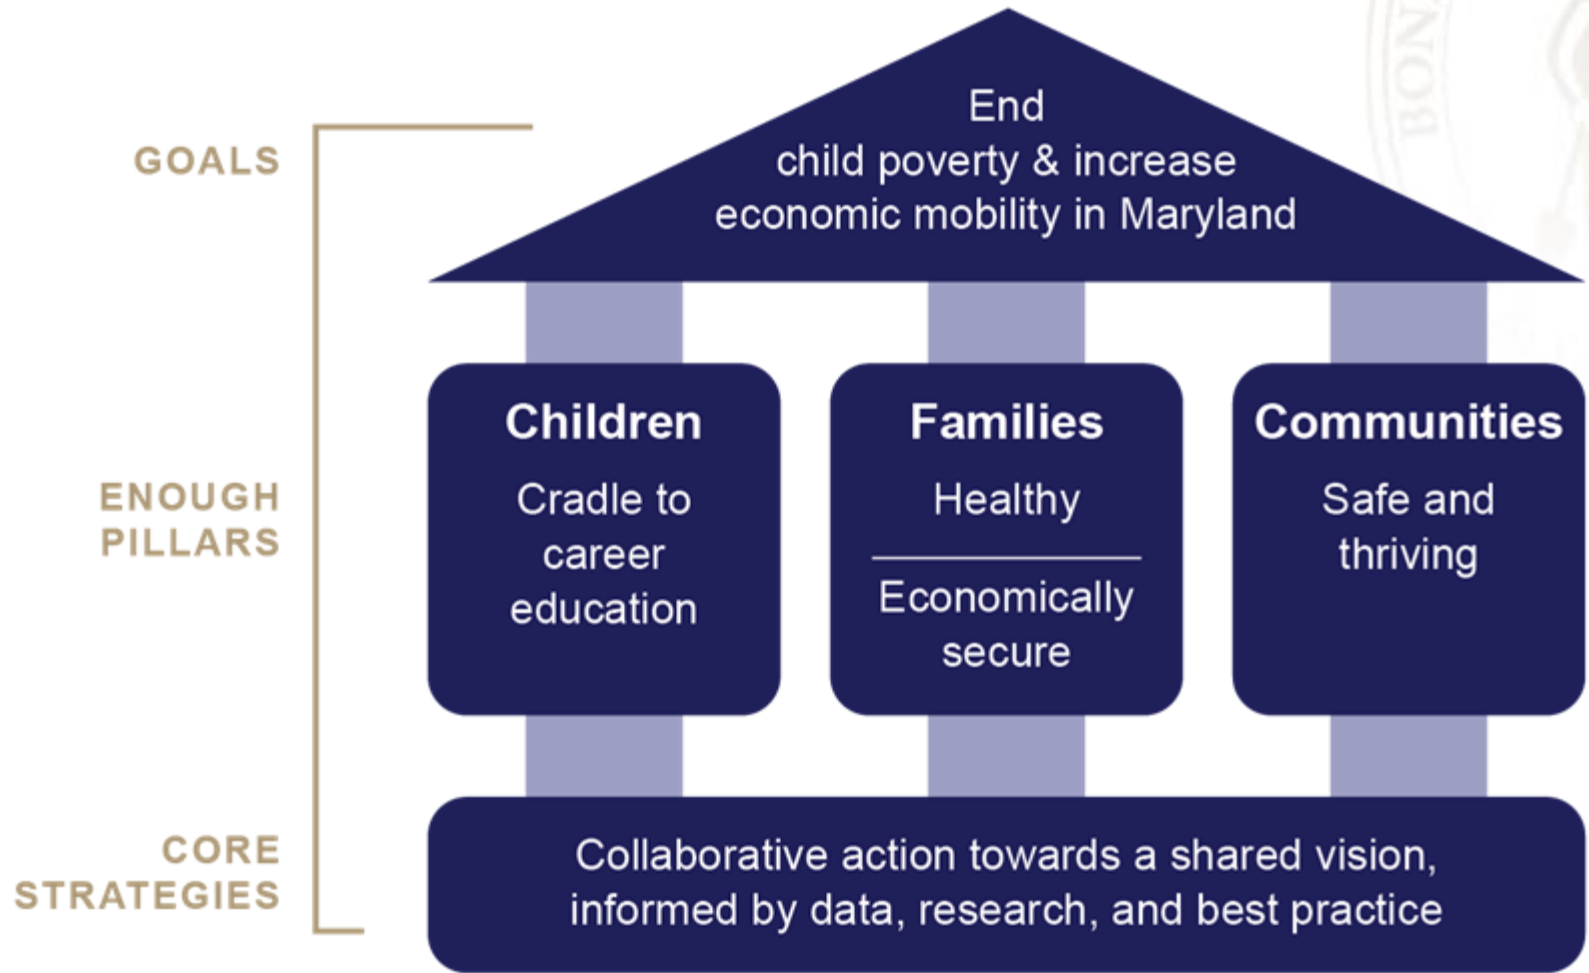 GOALS
End
child poverty & increase
economic mobility in Maryland
ENOUGH
PILLARS
Children
Cradle to
career
education
Families
Healthy
Economically
secure
Communities
Safe and
thriving
CORE
STRATEGIES
Collaborative action towards a shared vision,
informed by data, research, and best practice
BON